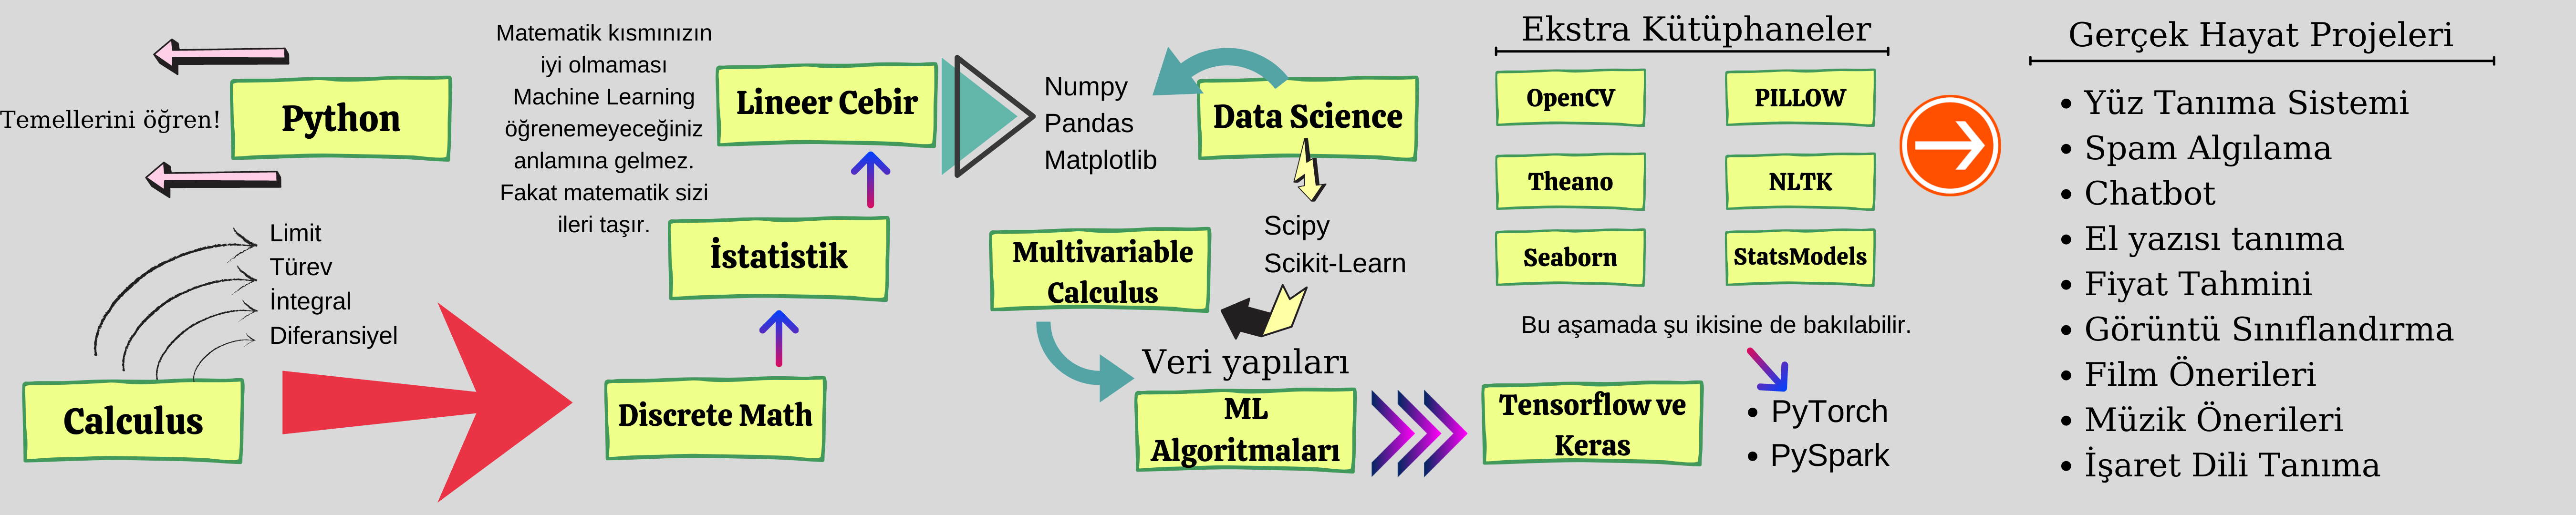 Temellerini öğren!
Python
Limit
Türev
İntegral
Diferansiyel
Calculus
Matematik kısmınızın
iyi olmaması
Machine Learning
öğrenemeyeceğiniz
anlamına gelmez.
Fakat matematik sizi
ileri taşır.
Discrete Math
İstatistik
Lineer Cebir
Numpy
Pandas
Matplotlib
Data Science
Scipy
Scikit-Learn
Multivariable
Calculus
Veri yapıları
ML
Algoritmaları
Tensorflow ve
Keras
Ekstra Kütüphaneler
OpenCV
PILLOW
Theano
NLTK
Seaborn
StatsModels
Bu aşamada şu ikisine de bakılabilir.
• PyTorch
• PySpark
Gerçek Hayat Projeleri
• Yüz Tanıma Sistemi
• Spam Algılama
• Chatbot
• El yazısı tanıma
• Fiyat Tahmini
• Görüntü Sınıflandırma
• Film Önerileri
• Müzik Önerileri
• İşaret Dili Tanıma